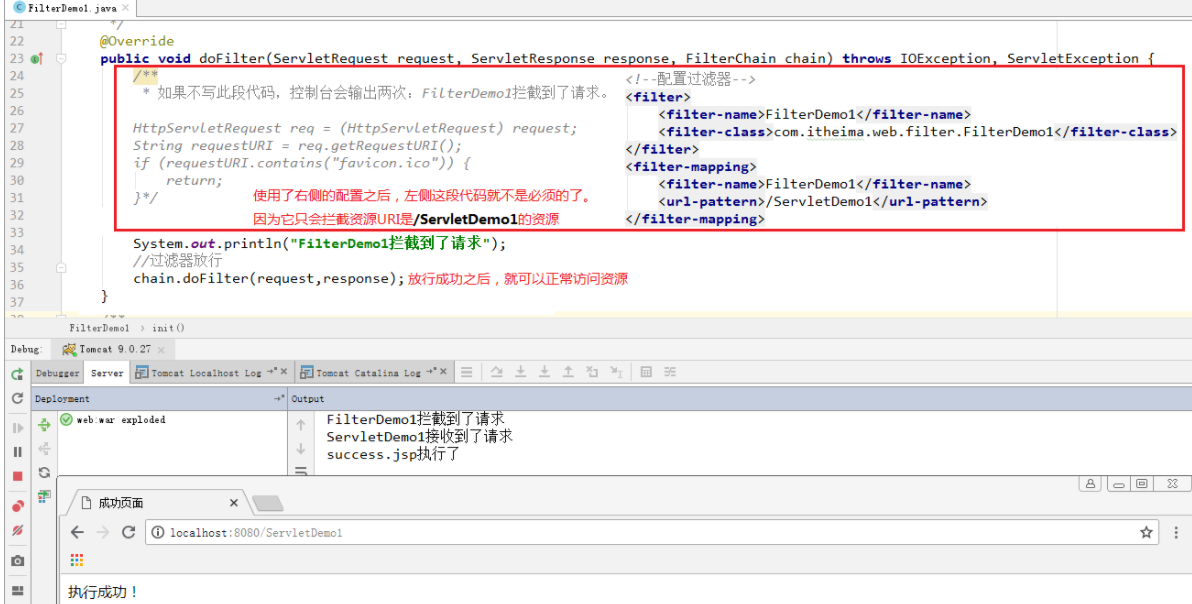 FilterDemo1.java ×
21 */
22 @Override
23 public void doFilter(ServletRequest request, ServletResponse response, FilterChain chain) throws IOException, ServletException {
24 /**
25 * 如果不写此段代码，控制台会输出两次：FilterDemo1拦截到了请求。
26
27 HttpServletRequest req = (HttpServletRequest) request;
28 String requestURI = req.getRequestURI();
29 if (requestURI.contains("favicon.ico")) {
30 return;
31 }*/
使用了右侧的配置之后，左侧这段代码就不是必须的了。
因为它只会拦截资源URI是/ServletDemo1的资源
<!--配置过滤器-->
<filter>
<filter-name>FilterDemo1</filter-name>
<filter-class>com.itheima.web.filter.FilterDemo1</filter-class>
</filter>
<filter-mapping>
<filter-name>FilterDemo1</filter-name>
<url-pattern>/ServletDemo1</url-pattern>
</filter-mapping>
32
33
34 System.out.println("FilterDemo1拦截到了请求");
35 //过滤器放行
36 chain.doFilter(request,response); 放行成功之后，就可以正常访问资源
37 }
FilterDemo1 › init()
Debug: Tomcat 9.0.27 ×
Debugger Server Tomcat Localhost Log Tomcat Catalina Log
Deployment Output
web:war exploded
FilterDemo1拦截到了请求
ServletDemo1接收到了请求
success.jsp执行了
成功页面 ×
localhost:8080/ServletDemo1
执行成功！